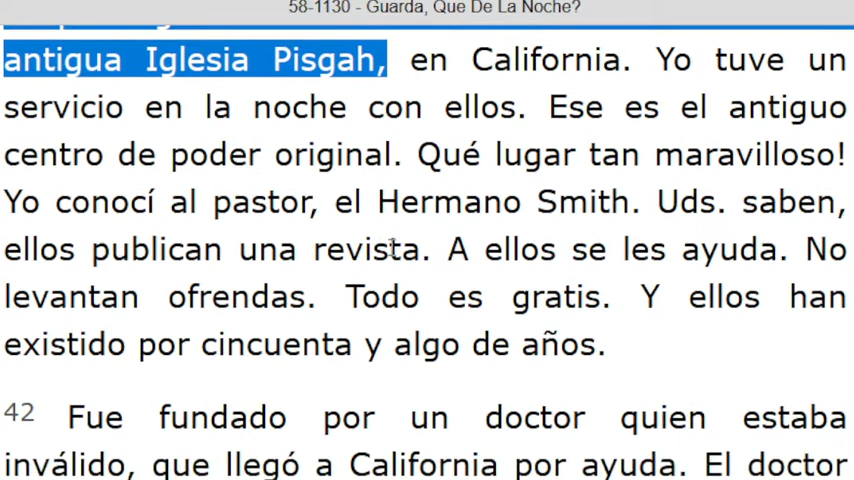 58-1130 - Guarda, Que De La Noche?
antigua Iglesia Pisgah, en California. Yo tuve un
servicio en la noche con ellos. Ese es el antiguo
centro de poder original. Qué lugar tan maravilloso!
Yo conocí al pastor, el Hermano Smith. Uds. saben,
ellos publican una revista. A ellos se les ayuda. No
levantan ofrendas. Todo es gratis. Y ellos han
existido por cincuenta y algo de años.
42 Fue fundado por un doctor quien estaba
inválido, que llegó a California por ayuda. El doctor